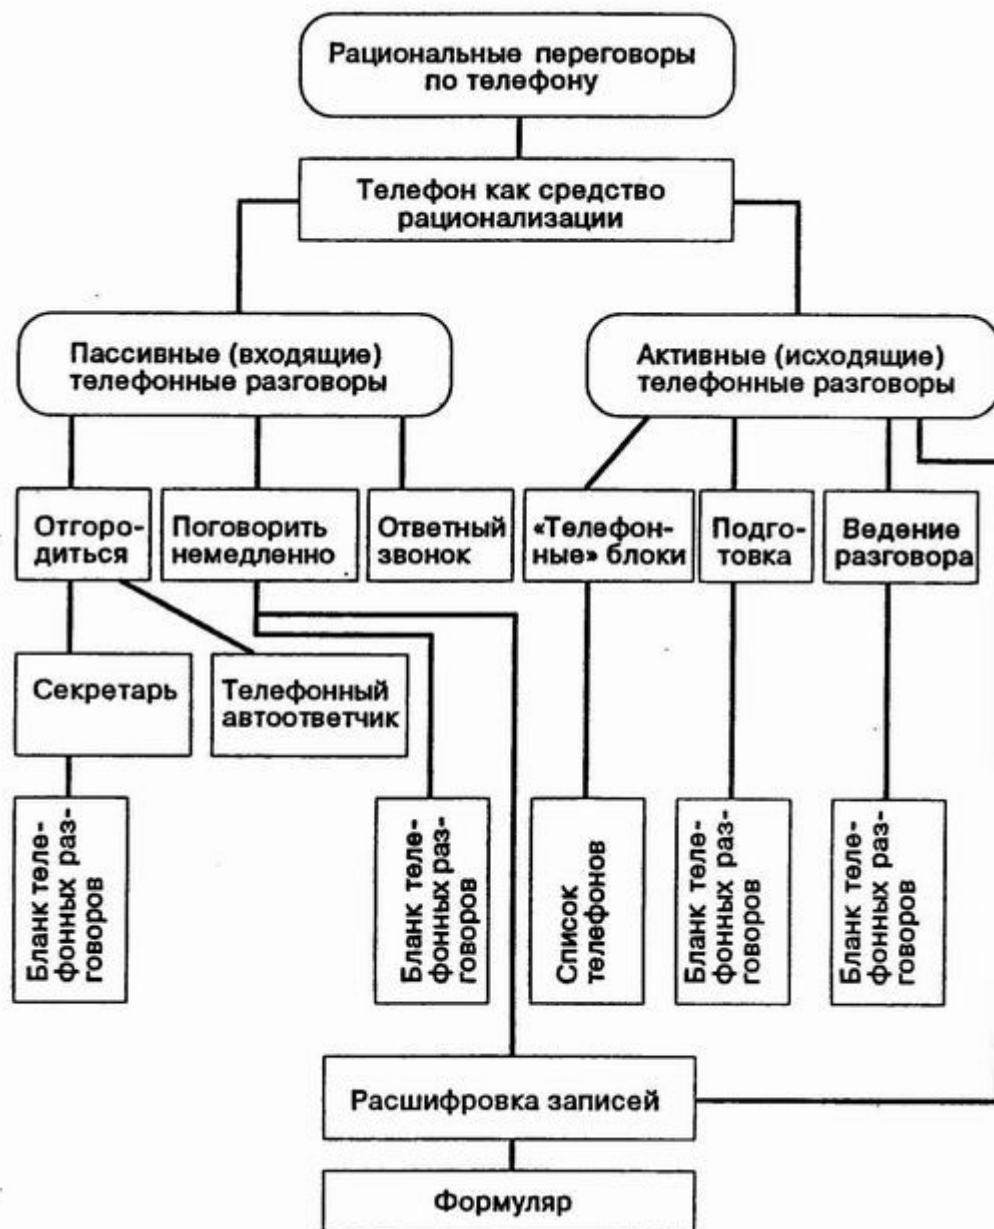 Рациональные переговоры
по телефону
Телефон как средство
рационализации
Пассивные (входящие)
телефонные разговоры
Активные (исходящие)
телефонные разговоры
Отгоро-
диться
Поговорить
немедленно
Ответный
звонок
«Телефон-
ные» блоки
Подго-
товка
Ведение
разговора
Секретарь
Телефонный
автоответчик
Бланк теле-
фонных раз-
говоров
Бланк теле-
фонных раз-
говоров
Список
телефонов
Бланк теле-
фонных раз-
говоров
Бланк теле-
фонных раз-
говоров
Расшифровка записей
Формуляр